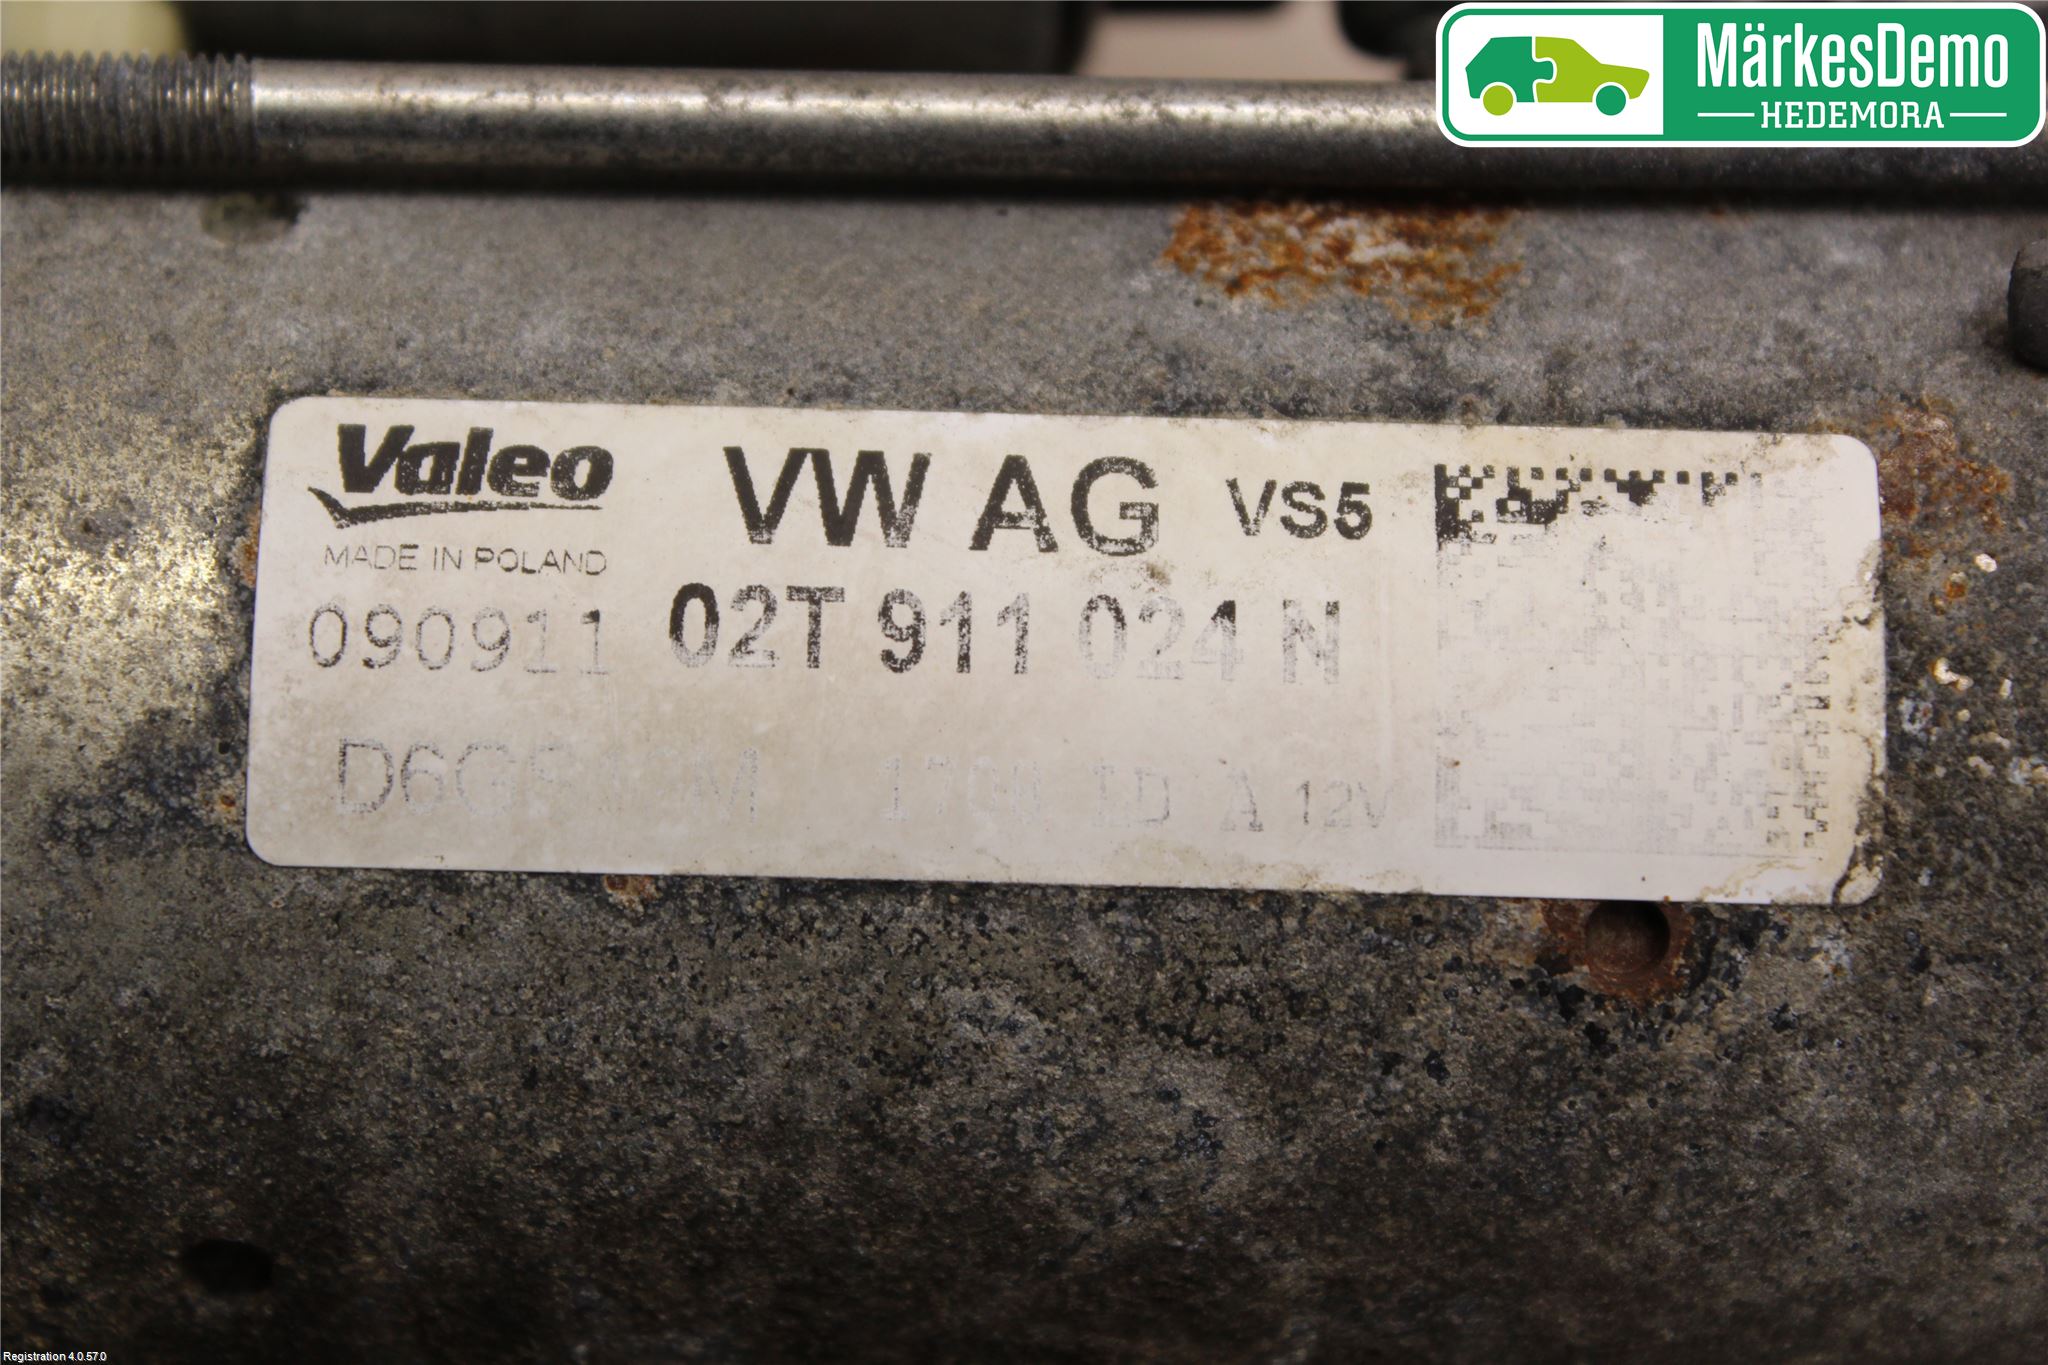 MärkesDemo
HEDEMORA
Valeo VW AG VS5
MADE IN POLAND
090911 02T 911 024 N
12V
Registration 4.0.57.0